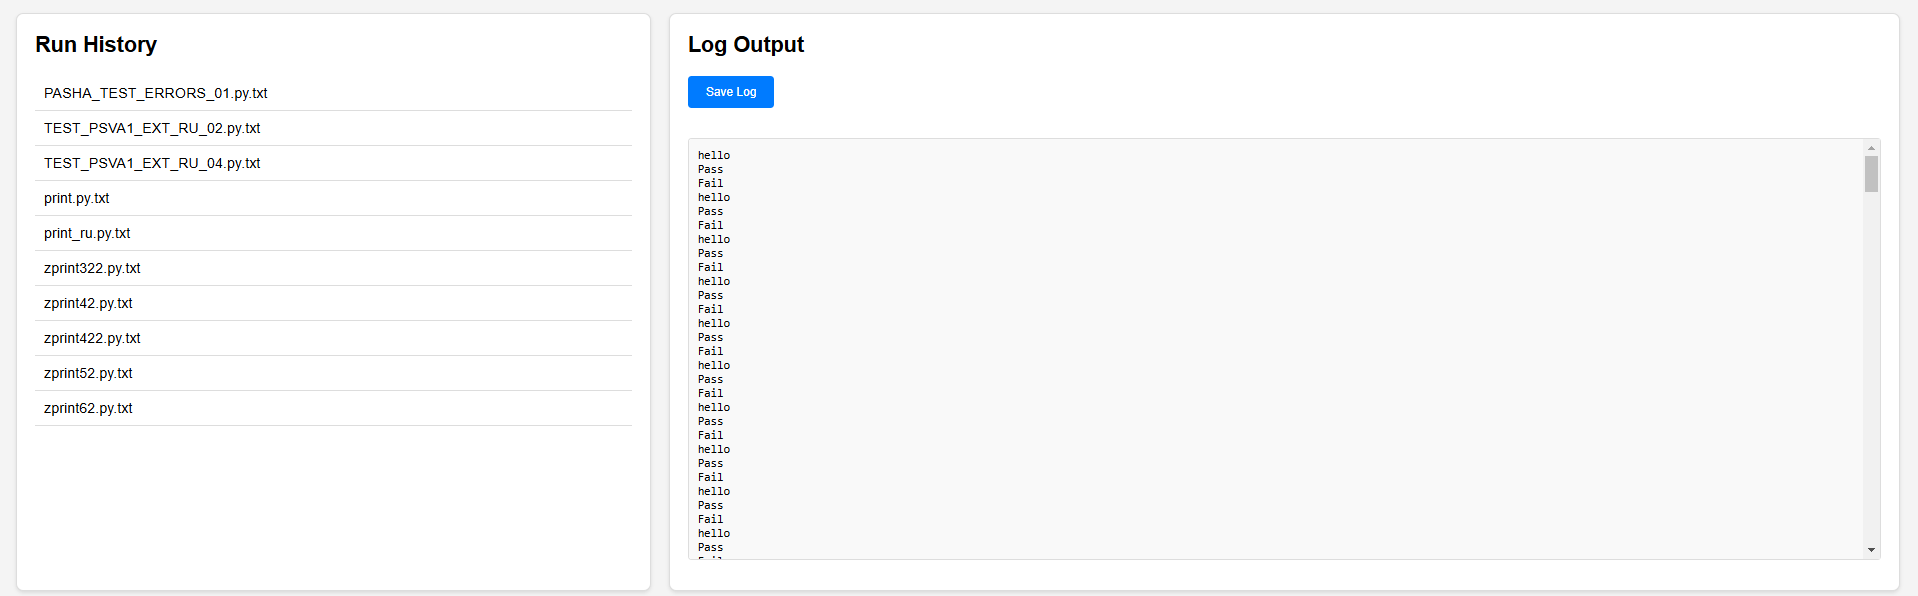 Run History
PASHA_TEST_ERRORS_01.py.txt
TEST_PSVA1_EXT_RU_02.py.txt
TEST_PSVA1_EXT_RU_04.py.txt
print.py.txt
print_ru.py.txt
zprint322.py.txt
zprint42.py.txt
zprint422.py.txt
zprint52.py.txt
zprint62.py.txt
Log Output
Save Log
hello
Pass
Fail
hello
Pass
Fail
hello
Pass
Fail
hello
Pass
Fail
hello
Pass
Fail
hello
Pass
Fail
hello
Pass
Fail
hello
Pass
Fail
hello
Pass
Fail
hello
Pass